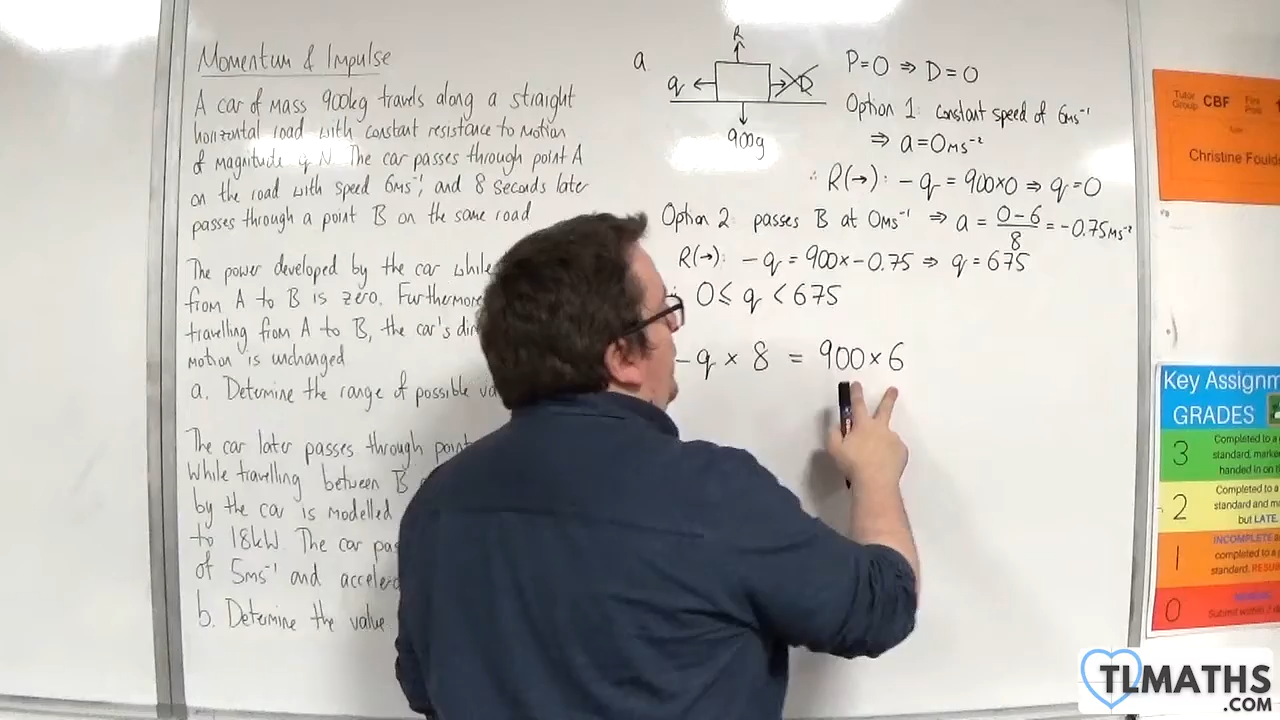 Momentum & Impulse
A car of mass 900kg travels along a straight
horizontal road with constant resistance to motion
of magnitude q N. The car passes through point A
on the road with speed 6ms⁻¹, and 8 seconds later
passes through a point B on the same road
The power developed by the car while
from A to B is zero. Furthermore
travelling from A to B, the car's
motion is unchanged
a. Determine the range of possible
The car later passes through point
While travelling between B
by the car is modelled
to 18kW. The car
of 5ms⁻¹ and
b. Determine the value
a.
R
q
D
900g
P=0 ⇒ D=0
Option 1: constant speed of 6ms⁻¹
⇒ a=0ms⁻²
∴ R(→): -q = 900×0 ⇒ q=0
Option 2: passes B at 0ms⁻¹ ⇒ a = (0-6)/8 = -0.75ms⁻²
R(→): -q = 900×-0.75 ⇒ q = 675
0 ≤ q < 675
-q × 8 = 900×6
Tutor Group CBF
Christine
Key Assignm
GRADES
3 Completed to a
standard, marke
handed in on
2 Completed to a
standard and
but LATE
1 INCOMPLETE
completed to a
standard. RESU
0
TLMATHS
.COM